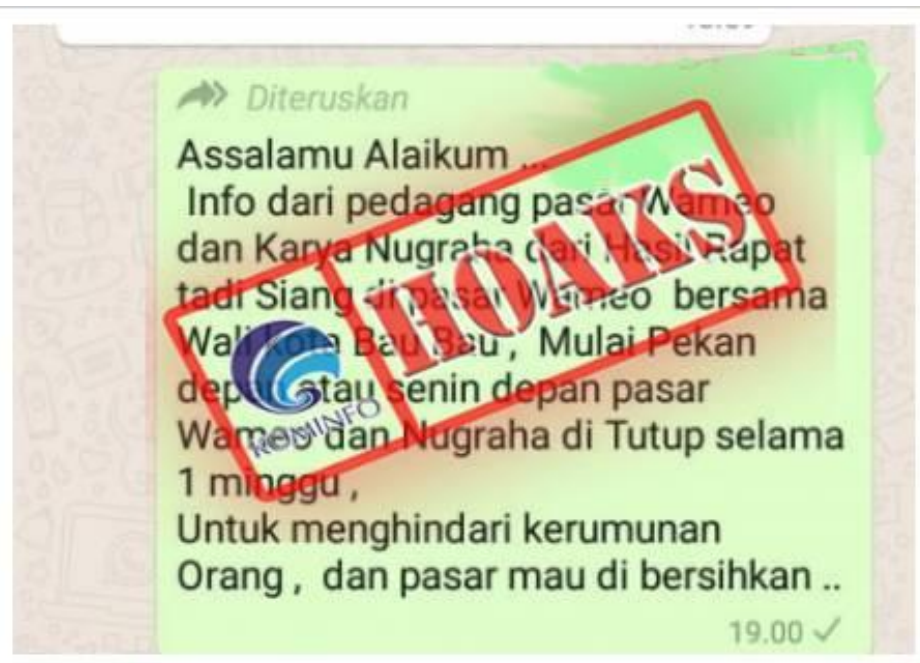 Diteruskan
Assalamu Alaikum ...
Info dari pedagang pasar Wameo
dan Karya Nugraha dari Hasil Rapat
tadi Siang di pasar Wameo bersama
Wali kota Bau Bau , Mulai Pekan
depan atau senin depan pasar
Wameo dan Nugraha di Tutup selama
1 minggu ,
Untuk menghindari kerumunan
Orang , dan pasar mau di bersihkan ..
19.00
HOAKS
KOMINFO